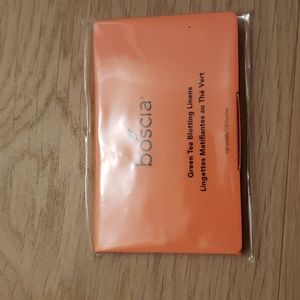 boscia
Green Tea Blotting Linens
Lingettes Matifiantes au Thé Vert